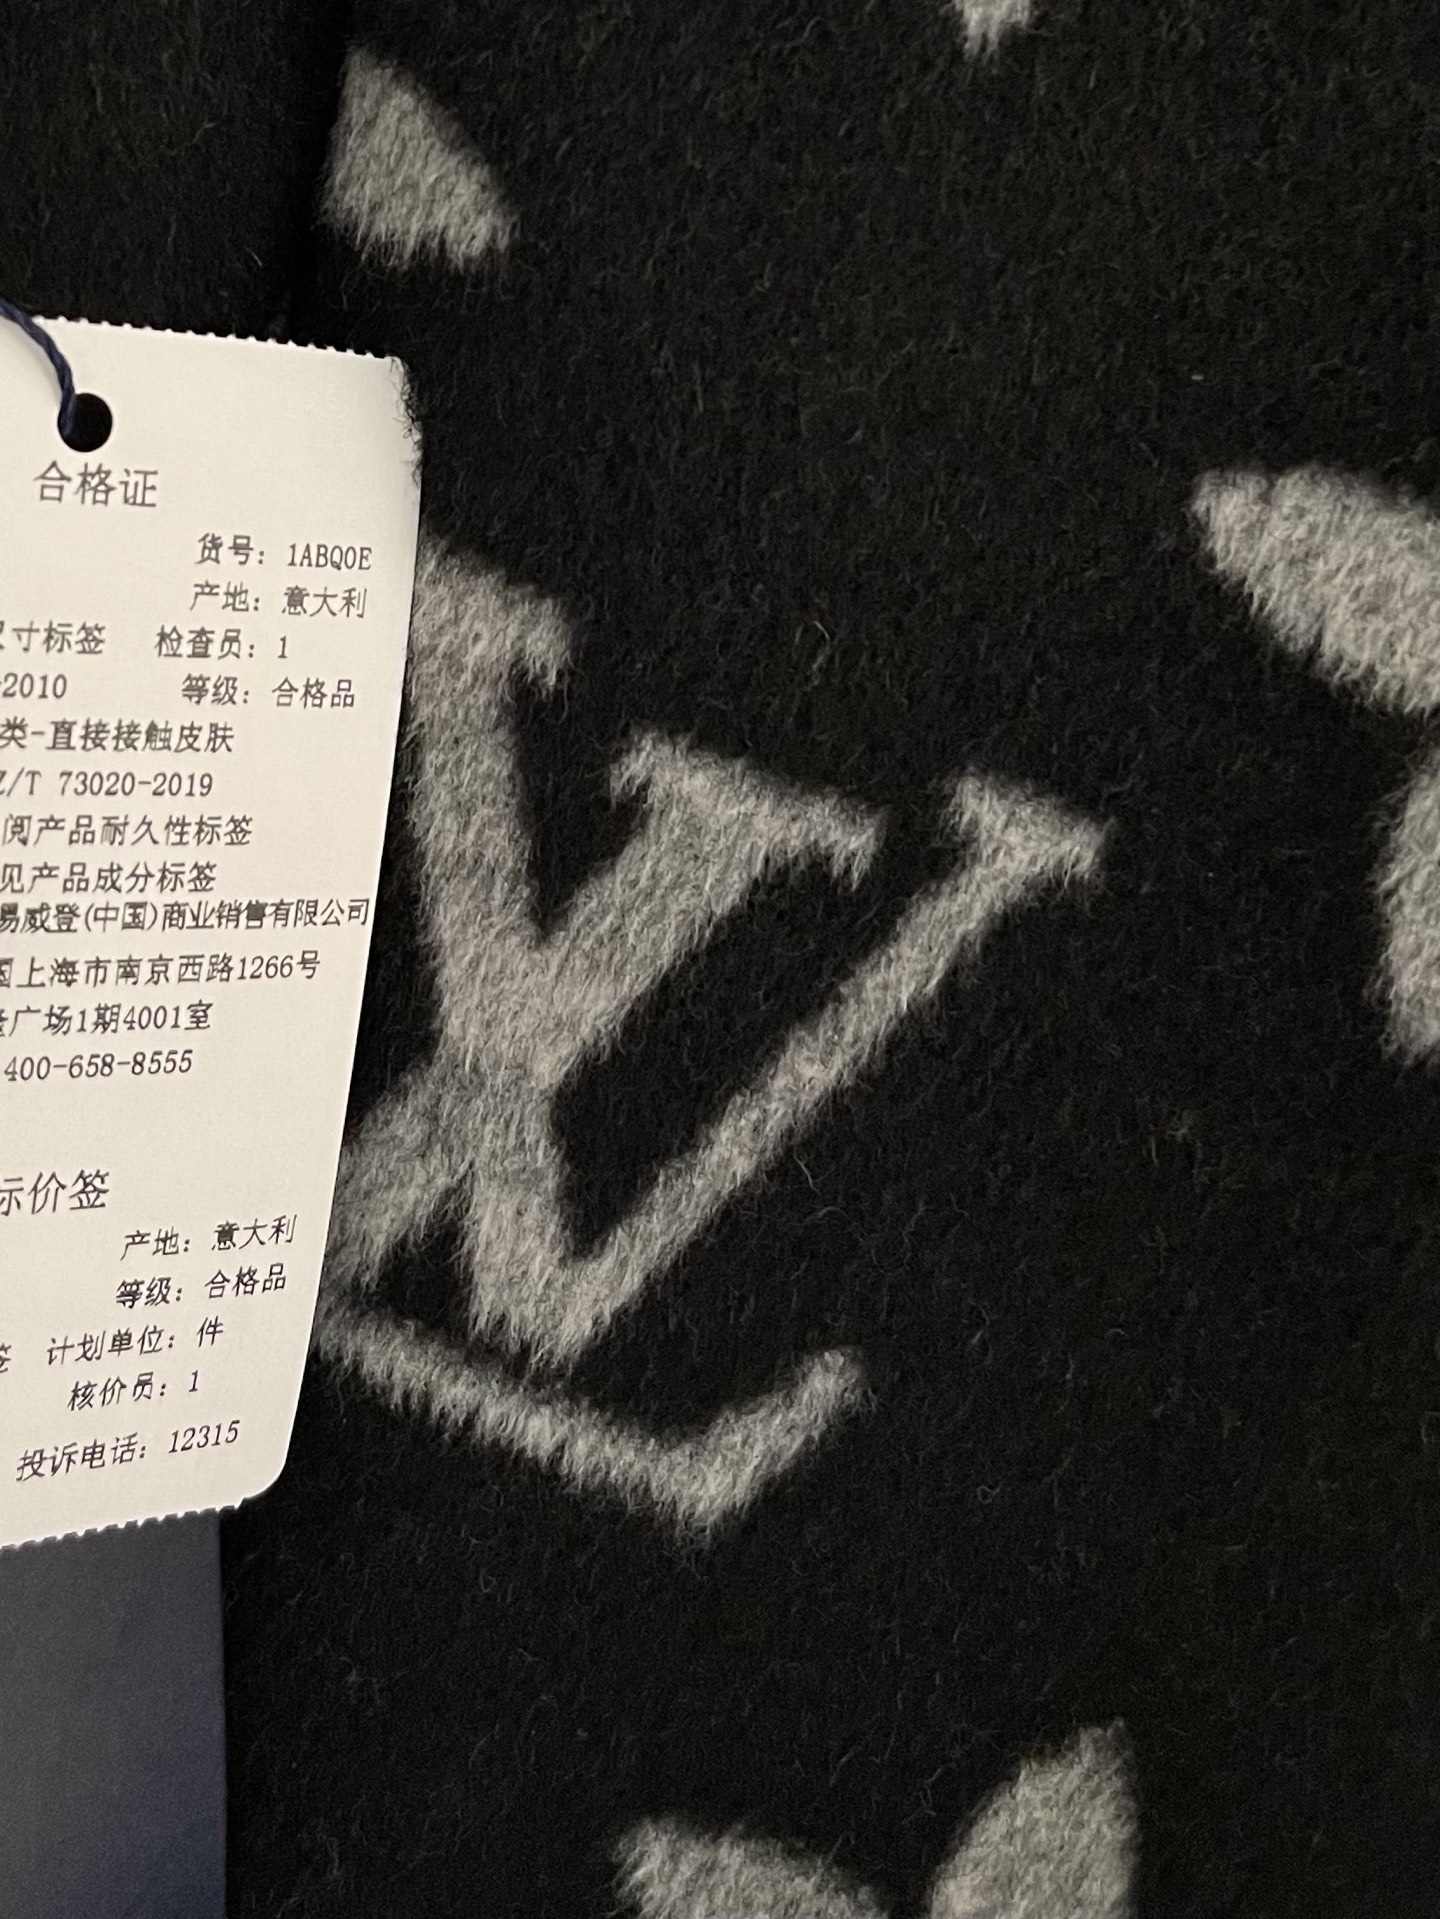 合格证
货号: 1ABQ0E
产地: 意大利
寸标签 检查员: 1
-2010 等级: 合格品
类-直接接触皮肤
/T 73020-2019
阅产品耐久性标签
见产品成分标签
易威登(中国)商业销售有限公司
国上海市南京西路1266号
广场1期4001室
400-658-8555
标价签
产地: 意大利
等级: 合格品
计划单位: 件
核价员: 1
投诉电话: 12315
LV